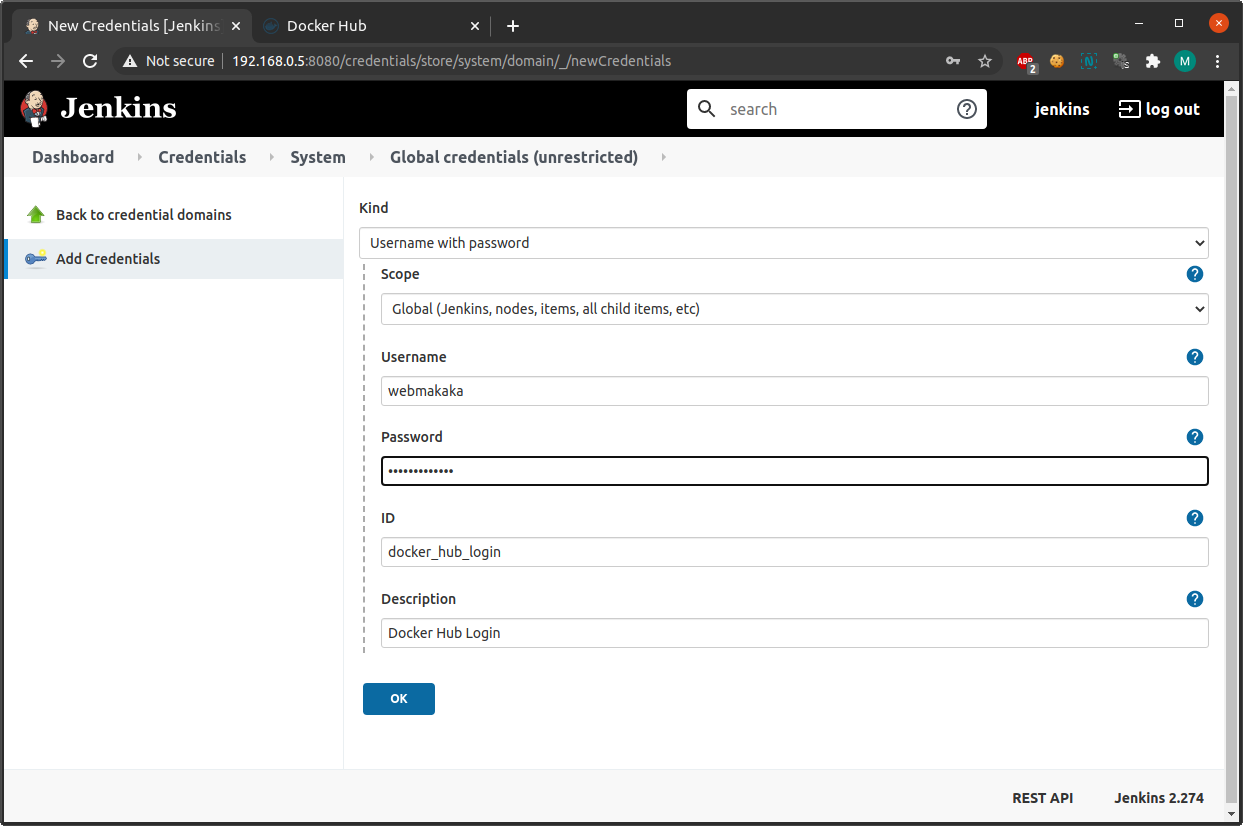 New Credentials [Jenkins
Docker Hub
Not secure
192.168.0.5:8080/credentials/store/system/domain/_/newCredentials
ABP
2
N
M
Jenkins
search
jenkins
log out
Dashboard
Credentials
System
Global credentials (unrestricted)
Back to credential domains
Add Credentials
Kind
Username with password
Scope
?
Global (Jenkins, nodes, items, all child items, etc)
Username
?
webmakaka
Password
?
•••••••••••••
ID
?
docker_hub_login
Description
?
Docker Hub Login
OK
REST API
Jenkins 2.274